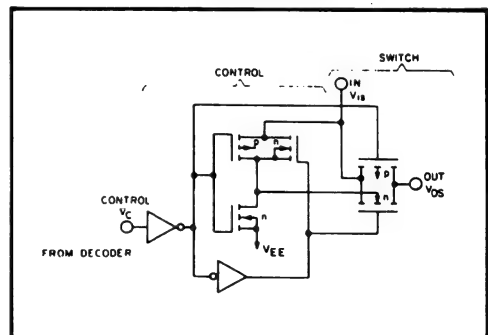 SWITCH
CONTROL
IN
Vis
p
n
p
n
OUT
Vos
CONTROL
Vc
n
FROM DECODER
VEE